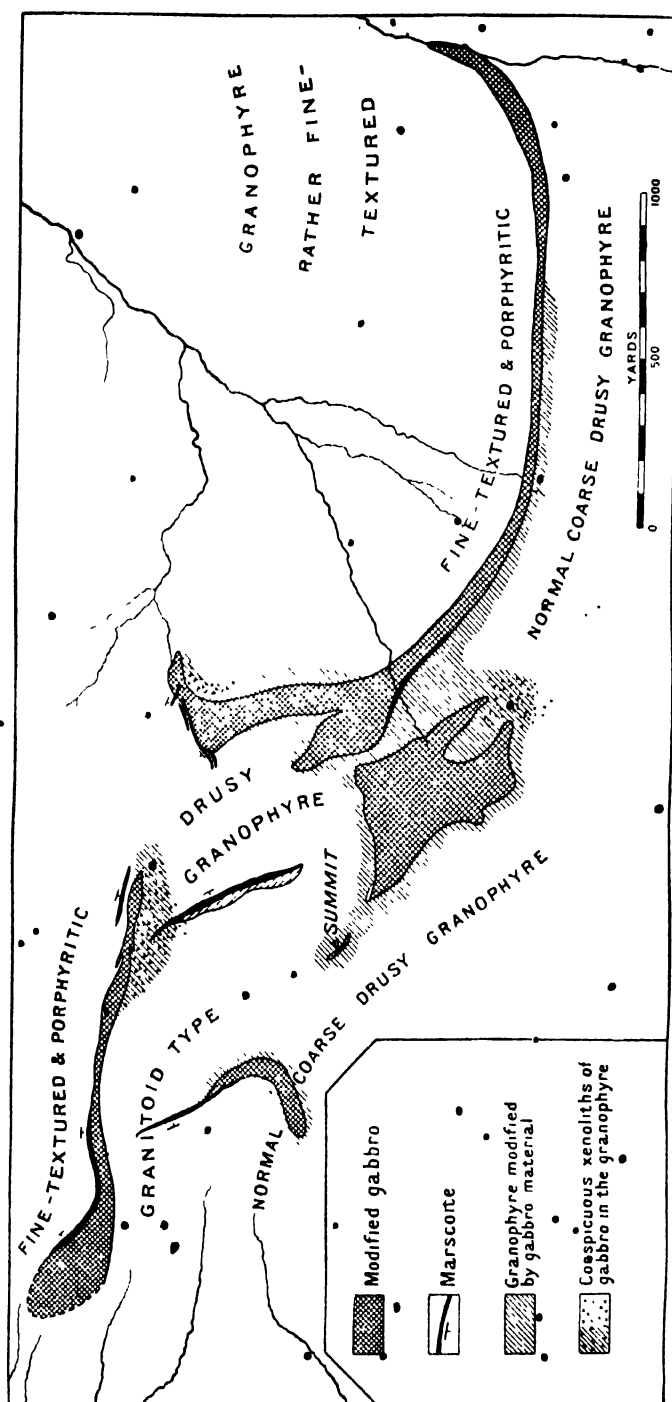 GRANOPHYRE
RATHER FINE-
TEXTURED
FINE-TEXTURED & PORPHYRITIC
NORMAL COARSE DRUSY GRANOPHYRE
YARDS
0 500 1000
DRUSY
GRANOPHYRE
SUMMIT
FINE-TEXTURED & PORPHYRITIC
GRANITOID TYPE
NORMAL COARSE DRUSY GRANOPHYRE
Modified gabbro
Marscoite
Granophyre modified
by gabbro material
Conspicuous xenoliths of
gabbro in the granophyre